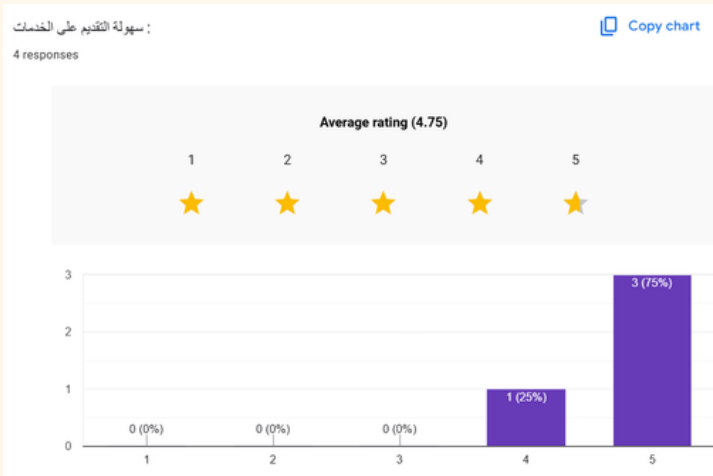 سهولة التقديم على الخدمات :
Copy chart
4 responses
Average rating (4.75)
1 2 3 4 5
3
2
1
0
0 (0%) 0 (0%) 0 (0%) 1 (25%) 3 (75%)
1 2 3 4 5